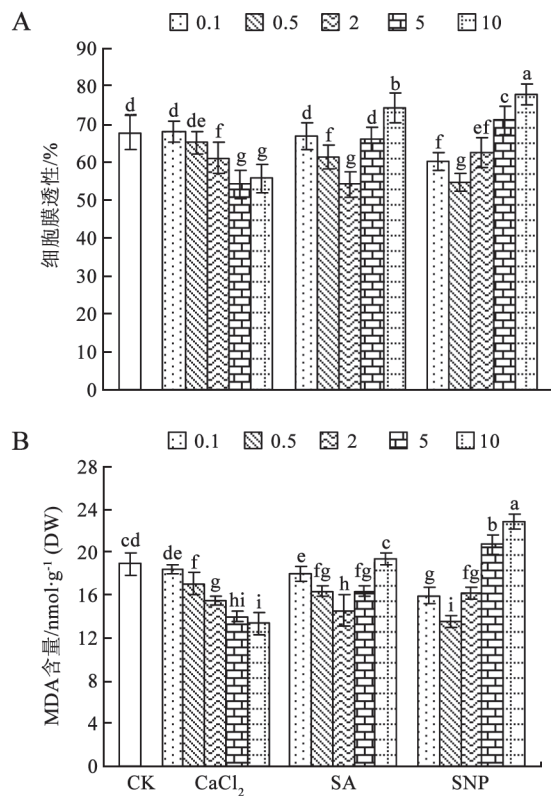 A
0.1 0.5 2 5 10
90
80
70
60
50
40
30
20
10
0
细胞膜透性/%
d d de f g g d f g d b f g ef c a
B
0.1 0.5 2 5 10
28
24
20
16
12
8
4
0
MDA含量/nmol·g⁻¹ (DW)
cd de f g hi i e fg h fg c g i fg b a
CK CaCl₂ SA SNP